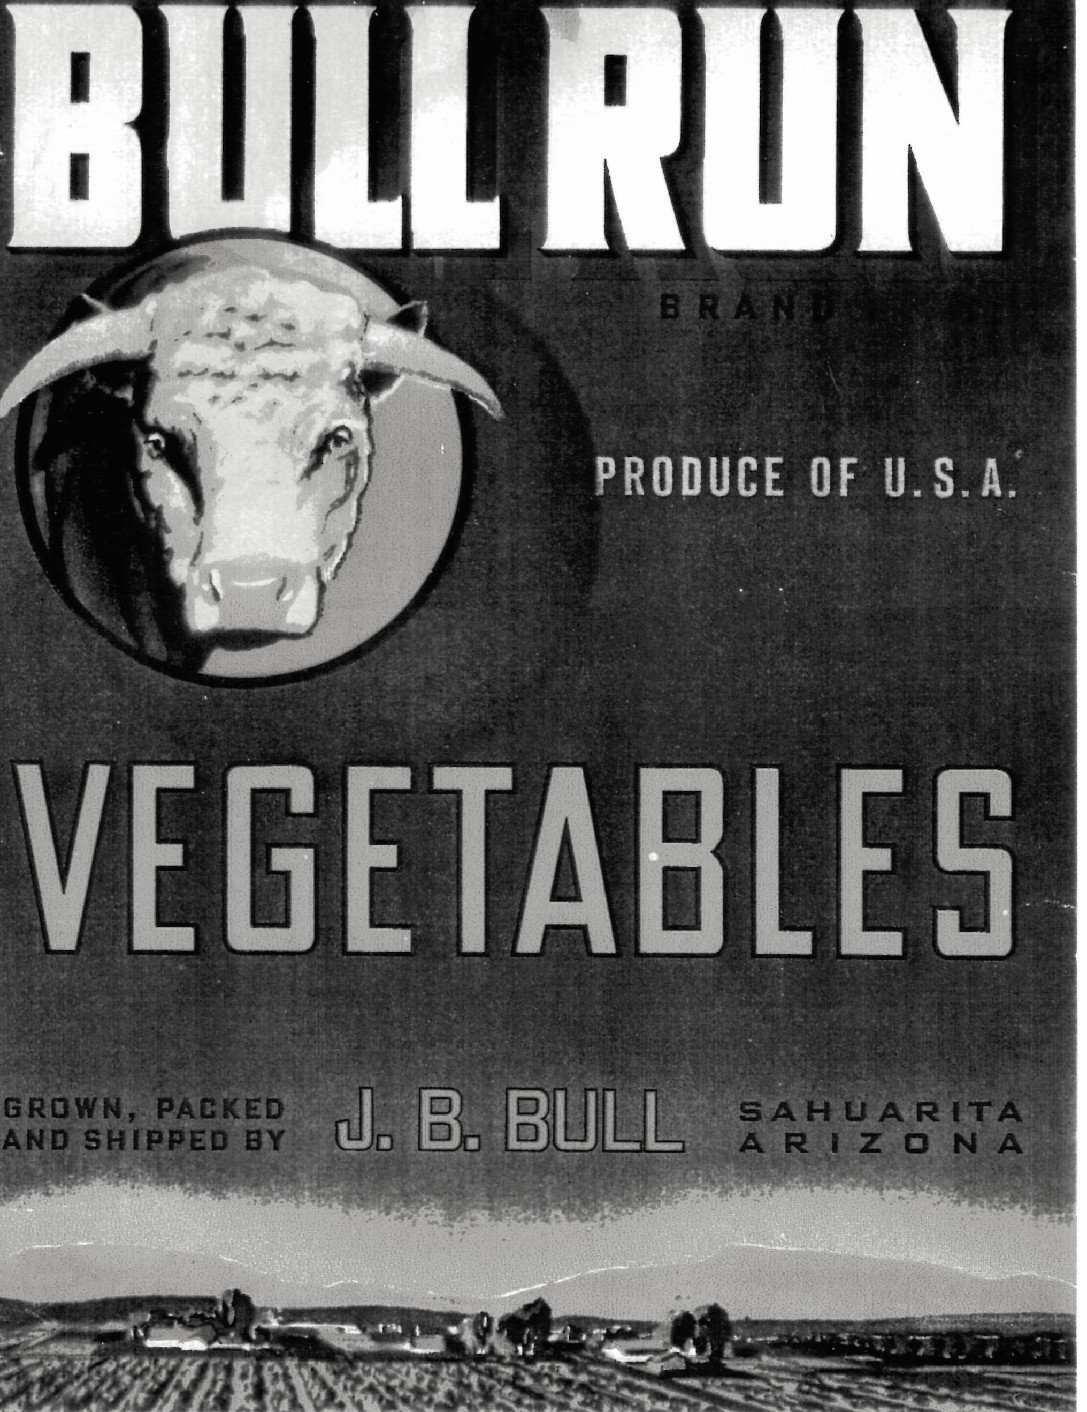 BULL RUN
BRAND
PRODUCE OF U.S.A.
VEGETABLES
GROWN, PACKED
AND SHIPPED BY
J. B. BULL
SAHUARITA
ARIZONA